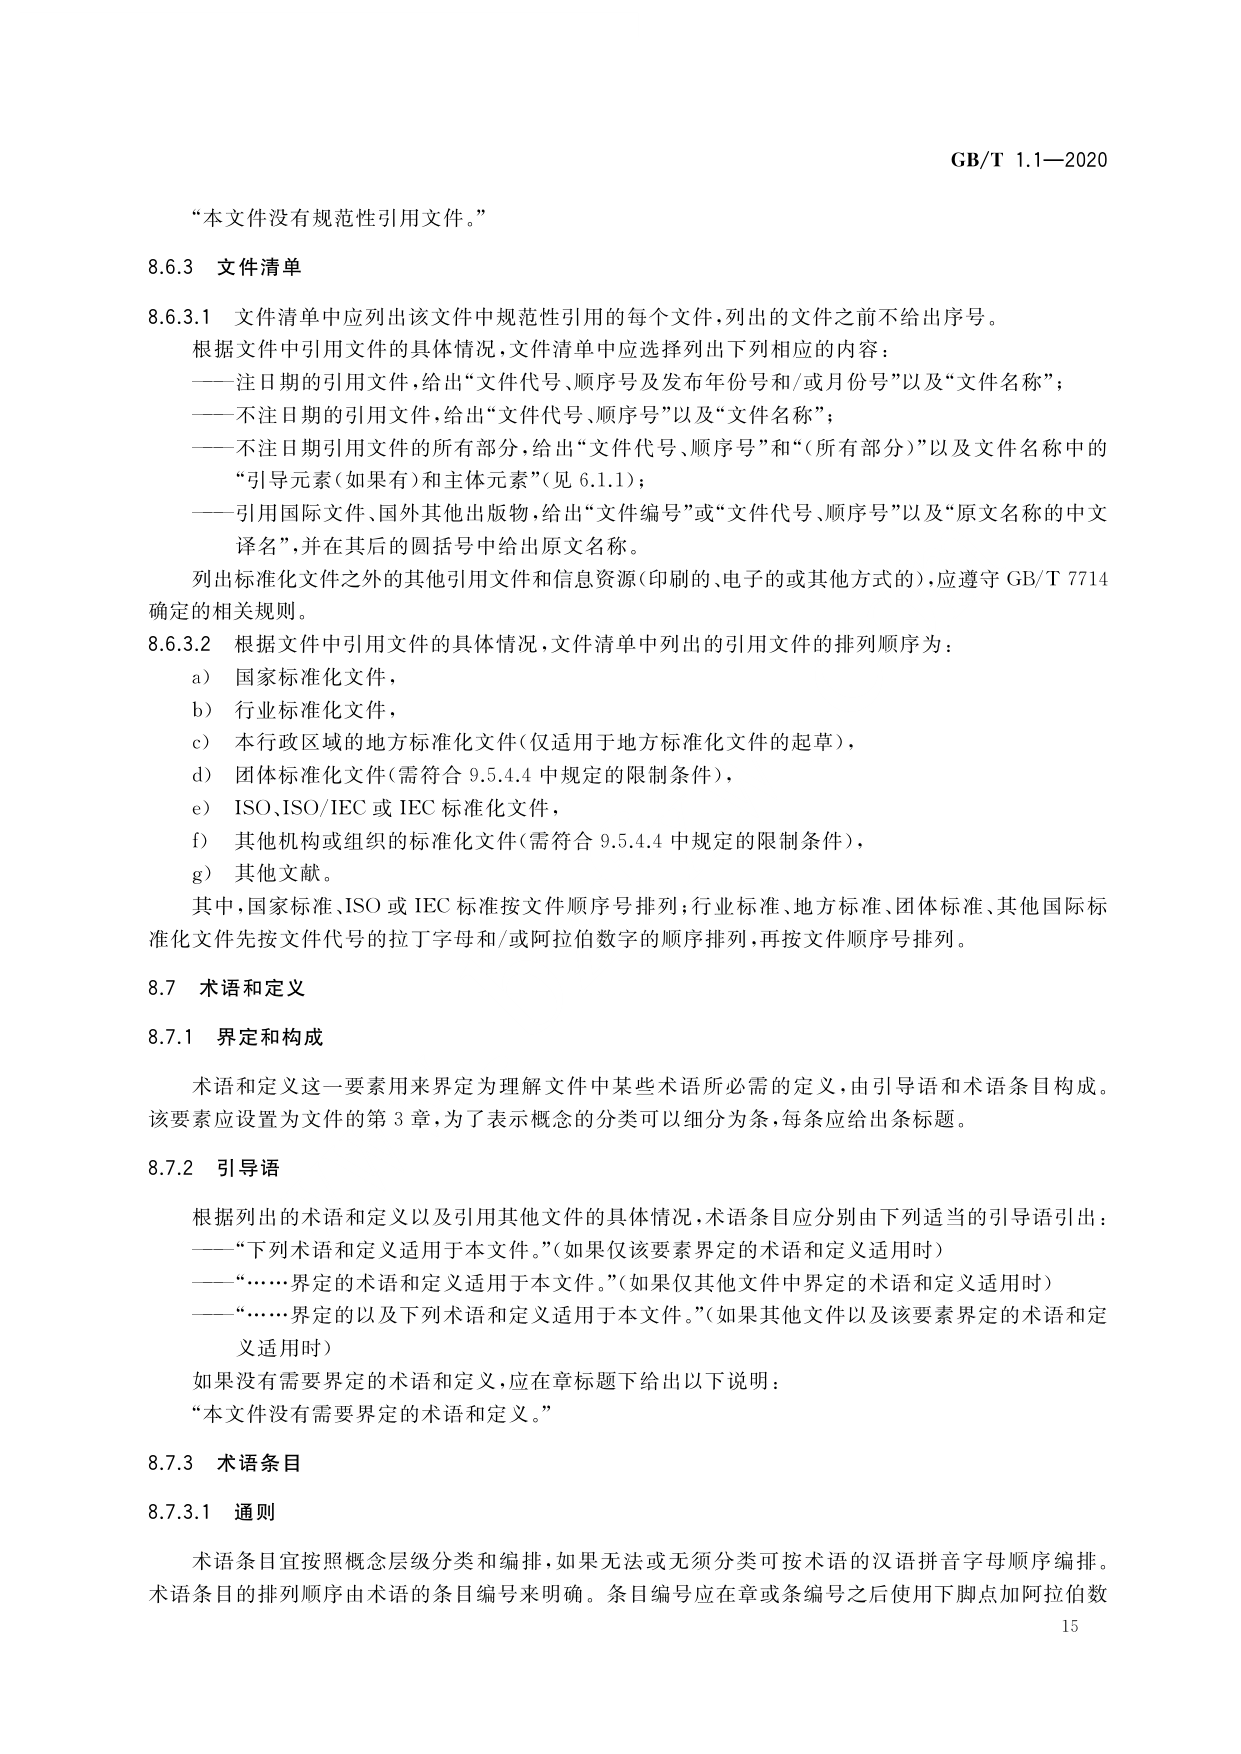 GB/T 1.1—2020
“本文件没有规范性引用文件。”
8.6.3 文件清单
8.6.3.1 文件清单中应列出该文件中规范性引用的每个文件,列出的文件之前不给出序号。
根据文件中引用文件的具体情况,文件清单中应选择列出下列相应的内容:
——注日期的引用文件,给出“文件代号、顺序号及发布年份号和/或月份号”以及“文件名称”;
——不注日期的引用文件,给出“文件代号、顺序号”以及“文件名称”;
——不注日期引用文件的所有部分,给出“文件代号、顺序号”和“(所有部分)”以及文件名称中的
“引导元素(如果有)和主体元素”(见 6.1.1);
——引用国际文件、国外其他出版物,给出“文件编号”或“文件代号、顺序号”以及“原文名称的中文
译名”,并在其后的圆括号中给出原文名称。
列出标准化文件之外的其他引用文件和信息资源(印刷的、电子的或其他方式的),应遵守 GB/T 7714
确定的相关规则。
8.6.3.2 根据文件中引用文件的具体情况,文件清单中列出的引用文件的排列顺序为:
a) 国家标准化文件,
b) 行业标准化文件,
c) 本行政区域的地方标准化文件(仅适用于地方标准化文件的起草),
d) 团体标准化文件(需符合 9.5.4.4 中规定的限制条件),
e) ISO、ISO/IEC 或 IEC 标准化文件,
f) 其他机构或组织的标准化文件(需符合 9.5.4.4 中规定的限制条件),
g) 其他文献。
其中,国家标准、ISO 或 IEC 标准按文件顺序号排列;行业标准、地方标准、团体标准、其他国际标
准化文件先按文件代号的拉丁字母和/或阿拉伯数字的顺序排列,再按文件顺序号排列。
8.7 术语和定义
8.7.1 界定和构成
术语和定义这一要素用来界定为理解文件中某些术语所必需的定义,由引导语和术语条目构成。
该要素应设置为文件的第 3 章,为了表示概念的分类可以细分为条,每条应给出条标题。
8.7.2 引导语
根据列出的术语和定义以及引用其他文件的具体情况,术语条目应分别由下列适当的引导语引出:
——“下列术语和定义适用于本文件。”(如果仅该要素界定的术语和定义适用时)
——“……界定的术语和定义适用于本文件。”(如果仅其他文件中界定的术语和定义适用时)
——“……界定的以及下列术语和定义适用于本文件。”(如果其他文件以及该要素界定的术语和定
义适用时)
如果没有需要界定的术语和定义,应在章标题下给出以下说明:
“本文件没有需要界定的术语和定义。”
8.7.3 术语条目
8.7.3.1 通则
术语条目宜按照概念层级分类和编排,如果无法或无须分类可按术语的汉语拼音字母顺序编排。
术语条目的排列顺序由术语的条目编号来明确。条目编号应在章或条编号之后使用下脚点加阿拉伯数
15